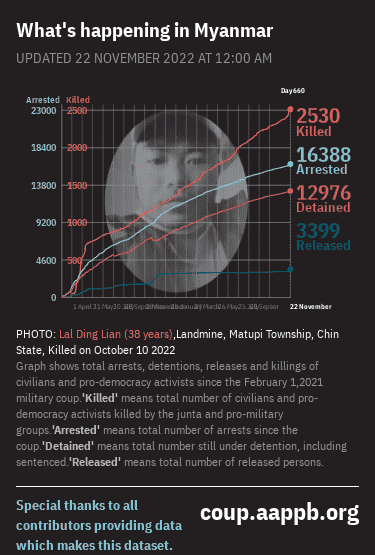 What's happening in Myanmar
UPDATED 22 NOVEMBER 2022 AT 12:00 AM
Day660
Arrested Killed
23000 2500
2530
Killed
18400 2000
16388
Arrested
13800 1500
12976
Detained
9200 1000
3399
Released
4600 500
0
22 November
PHOTO: Lal Ding Lian (38 years),Landmine, Matupi Township, Chin
State, Killed on October 10 2022
Graph shows total arrests, detentions, releases and killings of
civilians and pro-democracy activists since the February 1,2021
military coup.'Killed' means total number of civilians and pro-
democracy activists killed by the junta and pro-military
groups.'Arrested' means total number of arrests since the
coup.'Detained' means total number still under detention, including
sentenced.'Released' means total number of released persons.
Special thanks to all
contributors providing data
which makes this dataset.
coup.aappb.org